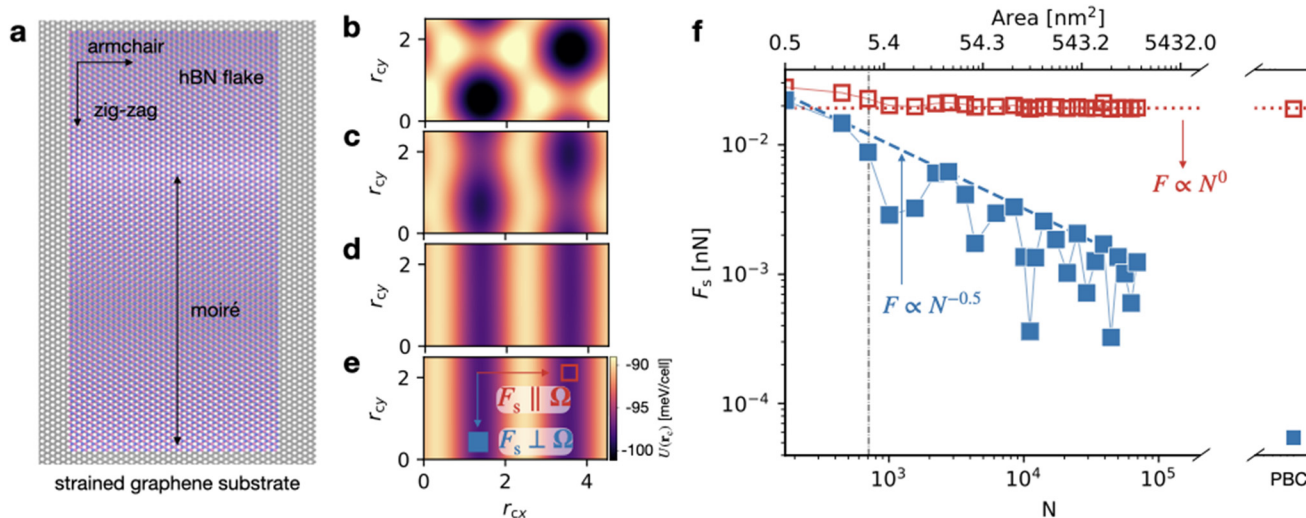 a
armchair
hBN flake
zig-zag
moiré
strained graphene substrate
b
2
r_cy
0
c
2
r_cy
0
d
2
r_cy
0
e
2
r_cy
0
F_s ∥ Ω
F_s ⊥ Ω
-90
-95
-100
U(r_c) [meV/cell]
0 2 4
r_cx
f
Area [nm²]
0.5 5.4 54.3 543.2 5432.0
10⁻²
10⁻³
10⁻⁴
F_s [nN]
F ∝ N⁰
F ∝ N^−0.5
10³ 10⁴ 10⁵ PBC
N